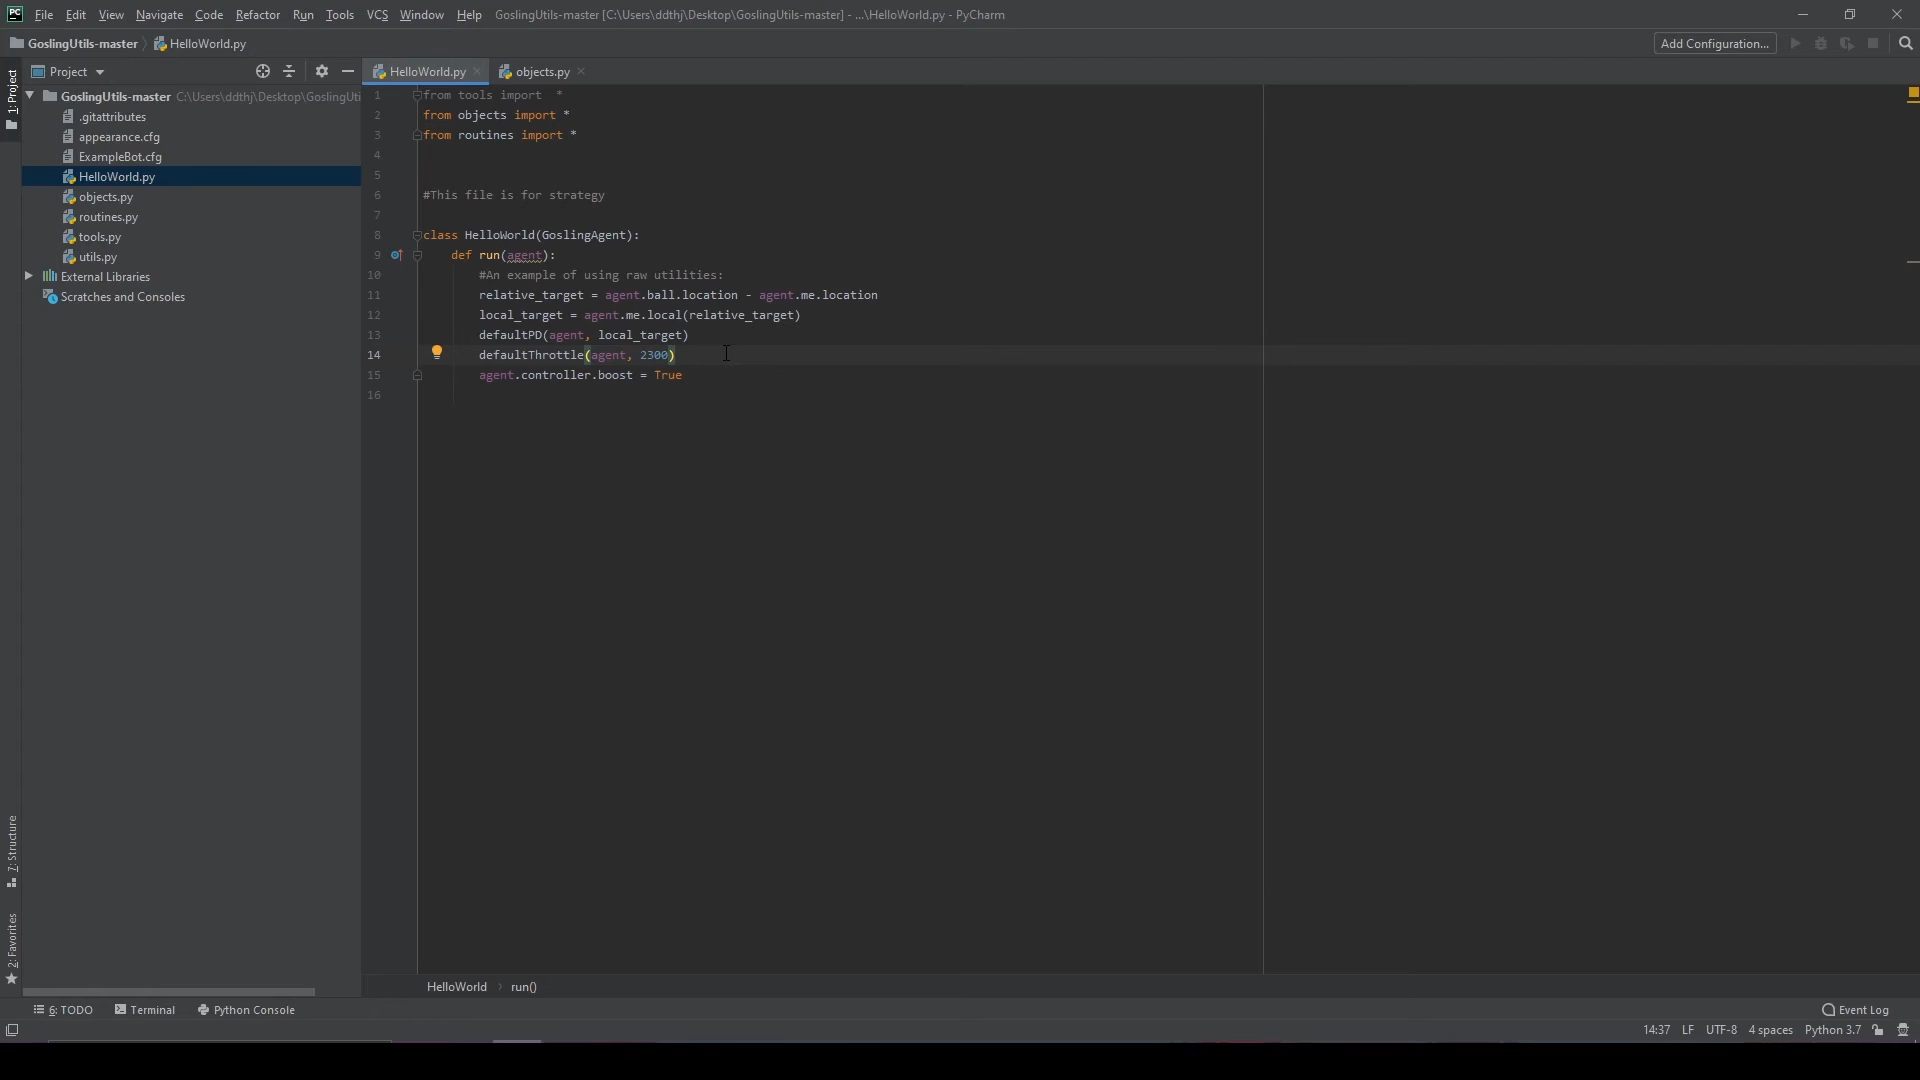 PC File Edit View Navigate Code Refactor Run Tools VCS Window Help GoslingUtils-master [C:\Users\ddthj\Desktop\GoslingUtils-master] - ...\HelloWorld.py - PyCharm
GoslingUtils-master HelloWorld.py Add Configuration...
1: Project
Project
GoslingUtils-master C:\Users\ddthj\Desktop\GoslingUti
.gitattributes
appearance.cfg
ExampleBot.cfg
HelloWorld.py
objects.py
routines.py
tools.py
utils.py
External Libraries
Scratches and Consoles
7: Structure
2: Favorites
HelloWorld.py objects.py
1 from tools import  *
2 from objects import *
3 from routines import *
4
5
6 #This file is for strategy
7
8 class HelloWorld(GoslingAgent):
9     def run(agent):
10         #An example of using raw utilities:
11         relative_target = agent.ball.location - agent.me.location
12         local_target = agent.me.local(relative_target)
13         defaultPD(agent, local_target)
14         defaultThrottle(agent, 2300)
15         agent.controller.boost = True
16
HelloWorld run()
6: TODO Terminal Python Console Event Log
14:37 LF UTF-8 4 spaces Python 3.7